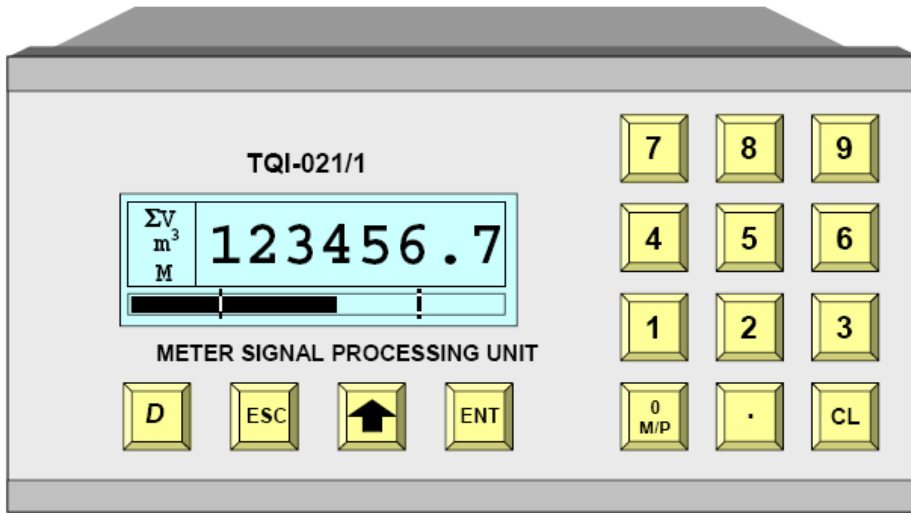 TQI-021/1
ΣV
m³
M
123456.7
METER SIGNAL PROCESSING UNIT
D
ESC
ENT
7
8
9
4
5
6
1
2
3
0
M/P
.
CL